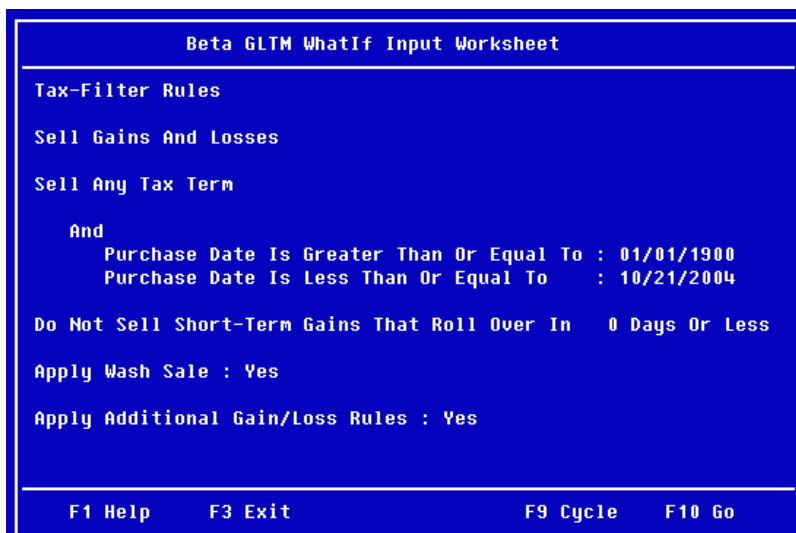 Beta GLTM WhatIf Input Worksheet
Tax-Filter Rules
Sell Gains And Losses
Sell Any Tax Term
And
Purchase Date Is Greater Than Or Equal To : 01/01/1900
Purchase Date Is Less Than Or Equal To : 10/21/2004
Do Not Sell Short-Term Gains That Roll Over In 0 Days Or Less
Apply Wash Sale : Yes
Apply Additional Gain/Loss Rules : Yes
F1 Help F3 Exit F9 Cycle F10 Go